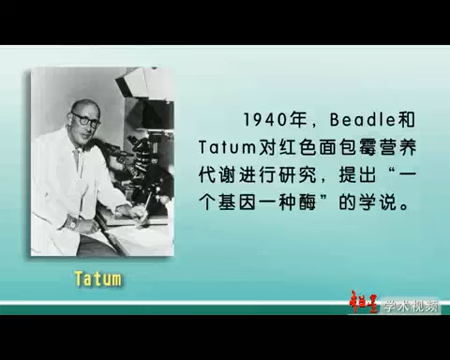 1940年，Beadle和
Tatum对红色面包霉营养
代谢进行研究，提出“一
个基因一种酶”的学说。
Tatum
学术视频